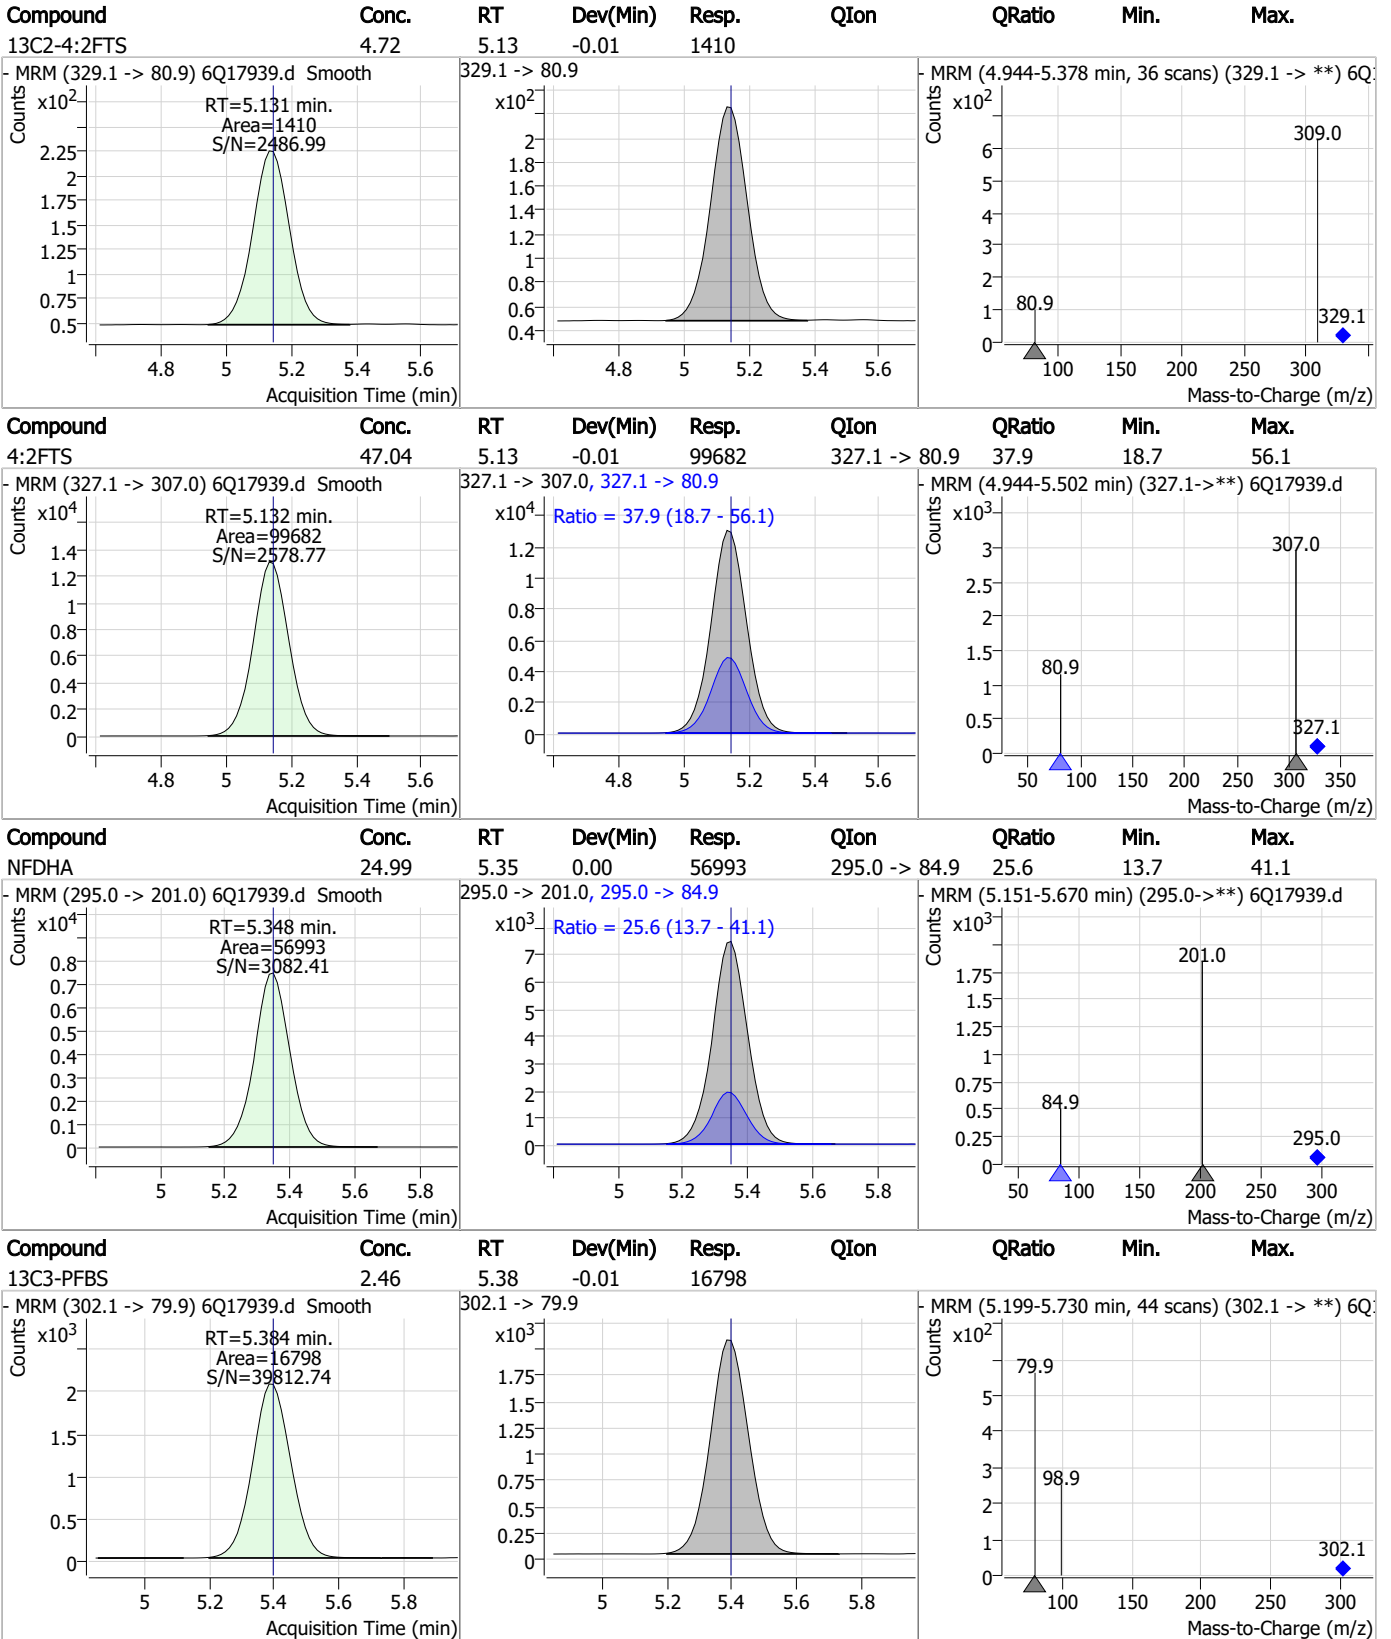 Compound Conc. RT Dev(Min) Resp. QIon QRatio Min. Max.
13C2-4:2FTS 4.72 5.13 -0.01 1410
- MRM (329.1 -> 80.9) 6Q17939.d Smooth
Counts
x10²
RT=5.131 min.
Area=1410
S/N=2486.99
2.25
2
1.75
1.5
1.25
1
0.75
0.5
4.8 5 5.2 5.4 5.6
Acquisition Time (min)
329.1 -> 80.9
x10²
2
1.8
1.6
1.4
1.2
1
0.8
0.6
0.4
4.8 5 5.2 5.4 5.6
- MRM (4.944-5.378 min, 36 scans) (329.1 -> **) 6Q1
Counts
x10²
309.0
80.9
329.1
6
5
4
3
2
1
0
100 150 200 250 300
Mass-to-Charge (m/z)
Compound Conc. RT Dev(Min) Resp. QIon QRatio Min. Max.
4:2FTS 47.04 5.13 -0.01 99682 327.1 -> 80.9 37.9 18.7 56.1
- MRM (327.1 -> 307.0) 6Q17939.d Smooth
Counts
x10⁴
RT=5.132 min.
Area=99682
S/N=2578.77
1.4
1.2
1
0.8
0.6
0.4
0.2
0
4.8 5 5.2 5.4 5.6
Acquisition Time (min)
327.1 -> 307.0, 327.1 -> 80.9
x10⁴
Ratio = 37.9 (18.7 - 56.1)
1.2
1
0.8
0.6
0.4
0.2
0
4.8 5 5.2 5.4 5.6
- MRM (4.944-5.502 min) (327.1->**) 6Q17939.d
Counts
x10³
307.0
80.9
327.1
3
2.5
2
1.5
1
0.5
0
50 100 150 200 250 300 350
Mass-to-Charge (m/z)
Compound Conc. RT Dev(Min) Resp. QIon QRatio Min. Max.
NFDHA 24.99 5.35 0.00 56993 295.0 -> 84.9 25.6 13.7 41.1
- MRM (295.0 -> 201.0) 6Q17939.d Smooth
Counts
x10⁴
RT=5.348 min.
Area=56993
S/N=3082.41
0.8
0.7
0.6
0.5
0.4
0.3
0.2
0.1
0
5 5.2 5.4 5.6 5.8
Acquisition Time (min)
295.0 -> 201.0, 295.0 -> 84.9
x10³
Ratio = 25.6 (13.7 - 41.1)
7
6
5
4
3
2
1
0
5 5.2 5.4 5.6 5.8
- MRM (5.151-5.670 min) (295.0->**) 6Q17939.d
Counts
x10³
201.0
84.9
295.0
1.75
1.5
1.25
1
0.75
0.5
0.25
0
50 100 150 200 250 300
Mass-to-Charge (m/z)
Compound Conc. RT Dev(Min) Resp. QIon QRatio Min. Max.
13C3-PFBS 2.46 5.38 -0.01 16798
- MRM (302.1 -> 79.9) 6Q17939.d Smooth
Counts
x10³
RT=5.384 min.
Area=16798
S/N=39812.74
2
1.5
1
0.5
0
5 5.2 5.4 5.6 5.8
Acquisition Time (min)
302.1 -> 79.9
x10³
1.75
1.5
1.25
1
0.75
0.5
0.25
0
5 5.2 5.4 5.6 5.8
- MRM (5.199-5.730 min, 44 scans) (302.1 -> **) 6Q1
Counts
x10²
79.9
98.9
302.1
5
4
3
2
1
0
100 150 200 250 300
Mass-to-Charge (m/z)